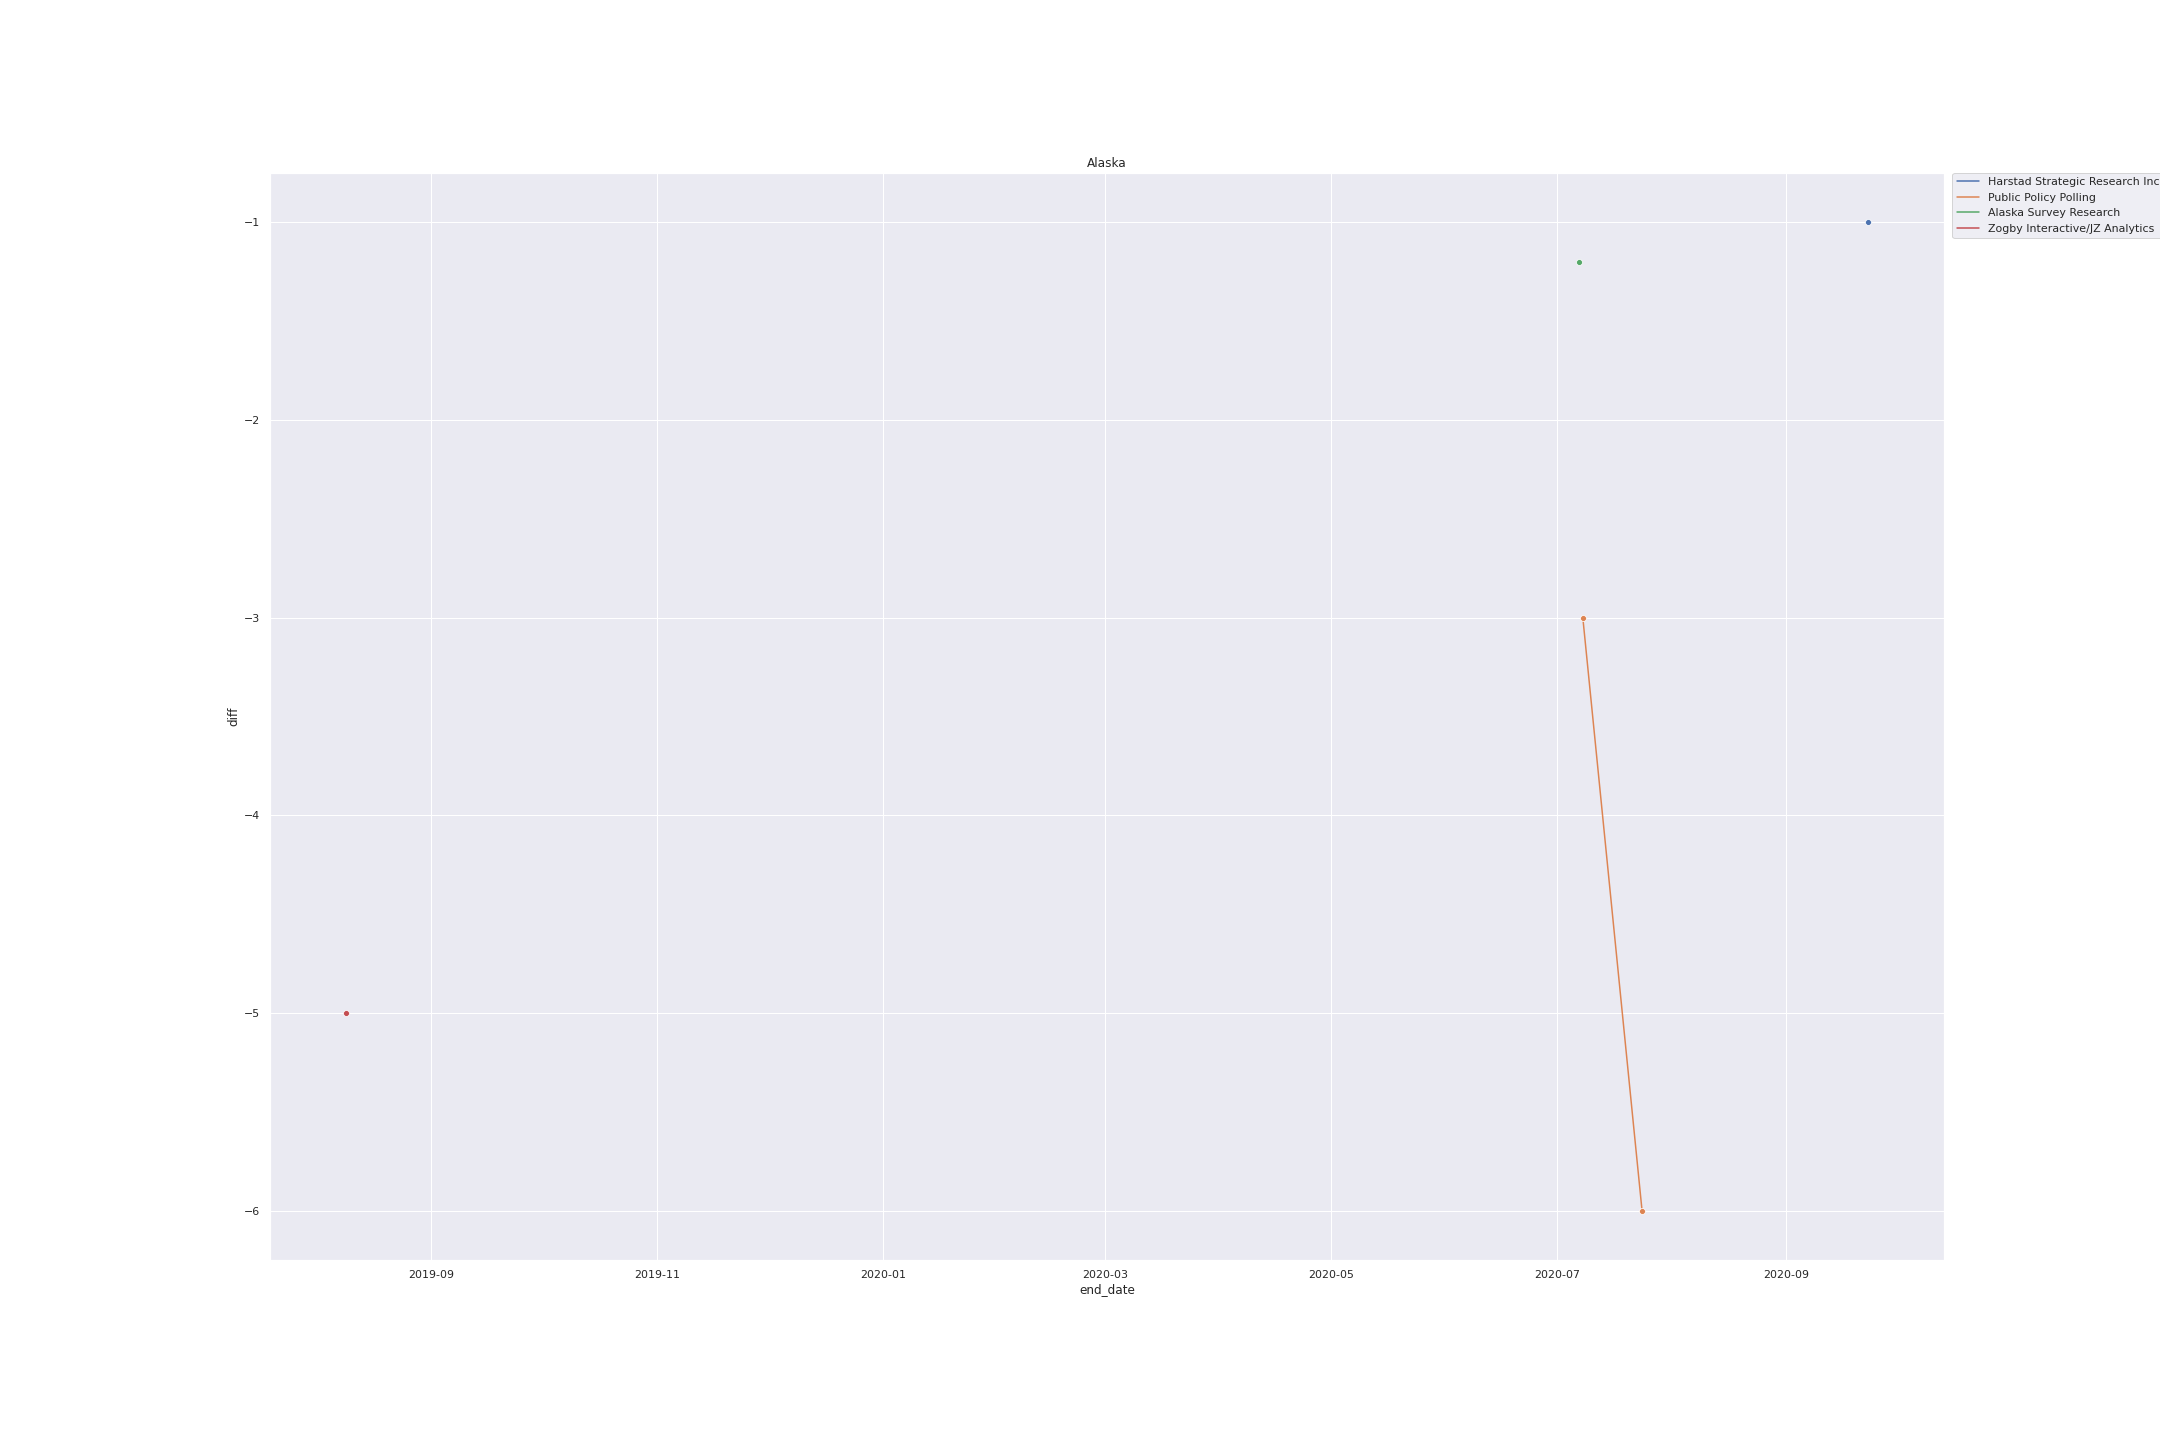 Alaska
Harstad Strategic Research Inc
Public Policy Polling
Alaska Survey Research
Zogby Interactive/JZ Analytics
−1
−2
−3
−4
−5
−6
diff
2019-09
2019-11
2020-01
2020-03
2020-05
2020-07
2020-09
end_date